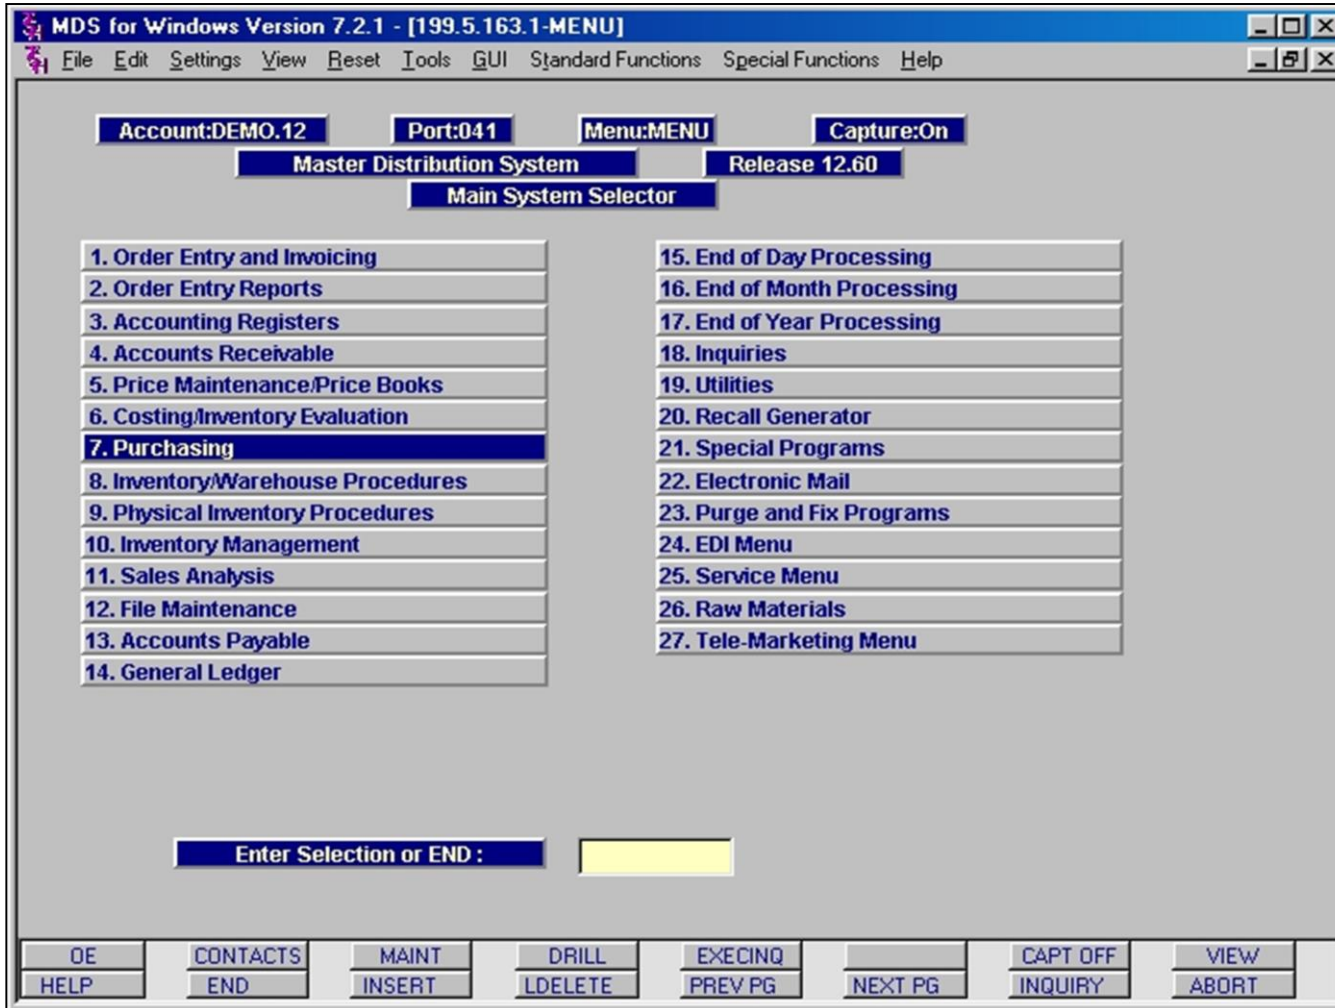 MDS for Windows Version 7.2.1 - [199.5.163.1-MENU]
File Edit Settings View Reset Tools GUI Standard Functions Special Functions Help
Account:DEMO.12 Port:041 Menu:MENU Capture:On
Master Distribution System Release 12.60
Main System Selector
1. Order Entry and Invoicing 15. End of Day Processing
2. Order Entry Reports 16. End of Month Processing
3. Accounting Registers 17. End of Year Processing
4. Accounts Receivable 18. Inquiries
5. Price Maintenance/Price Books 19. Utilities
6. Costing/Inventory Evaluation 20. Recall Generator
7. Purchasing 21. Special Programs
8. Inventory/Warehouse Procedures 22. Electronic Mail
9. Physical Inventory Procedures 23. Purge and Fix Programs
10. Inventory Management 24. EDI Menu
11. Sales Analysis 25. Service Menu
12. File Maintenance 26. Raw Materials
13. Accounts Payable 27. Tele-Marketing Menu
14. General Ledger
Enter Selection or END :
OE CONTACTS MAINT DRILL EXECINQ CAPT OFF VIEW
HELP END INSERT LDELETE PREV PG NEXT PG INQUIRY ABORT